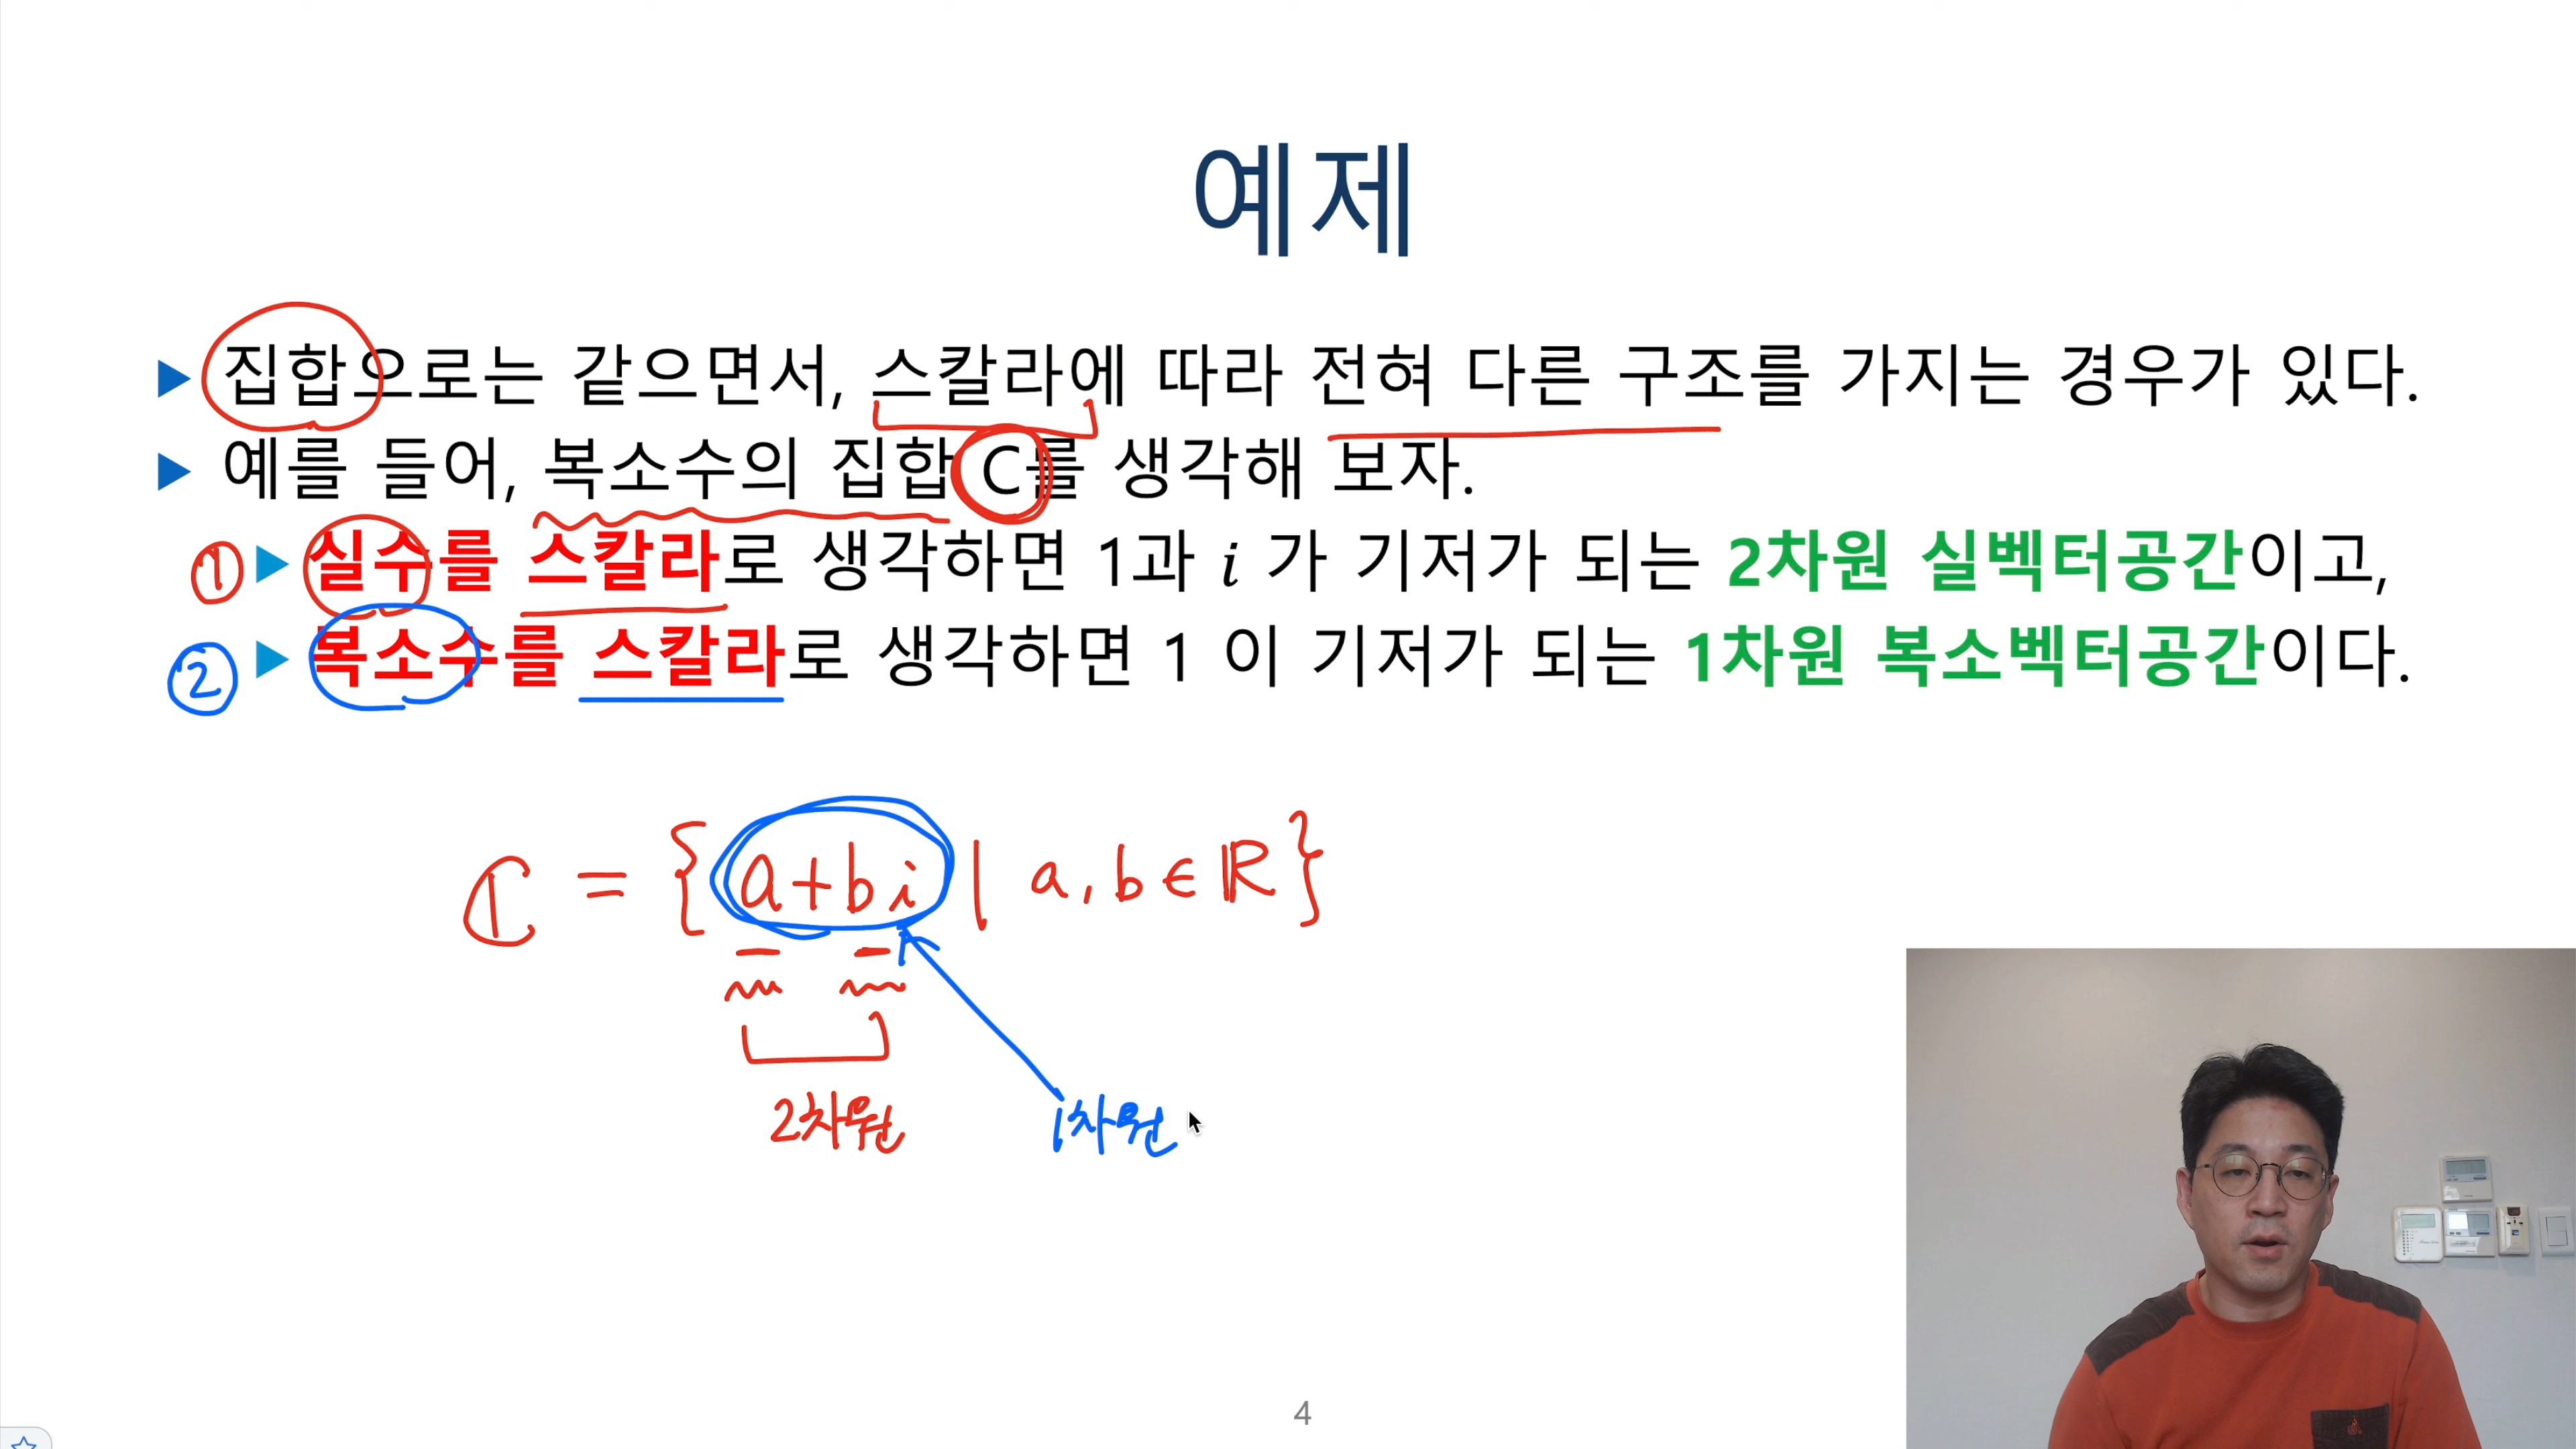 예제
▶ 집합으로는 같으면서, 스칼라에 따라 전혀 다른 구조를 가지는 경우가 있다.
▶ 예를 들어, 복소수의 집합 C를 생각해 보자.
① ▶ 실수를 스칼라로 생각하면 1과 i 가 기저가 되는 2차원 실벡터공간이고,
② ▶ 복소수를 스칼라로 생각하면 1 이 기저가 되는 1차원 복소벡터공간이다.
ℂ = { a+bi | a, b ∈ ℝ }
2차원 1차원
4